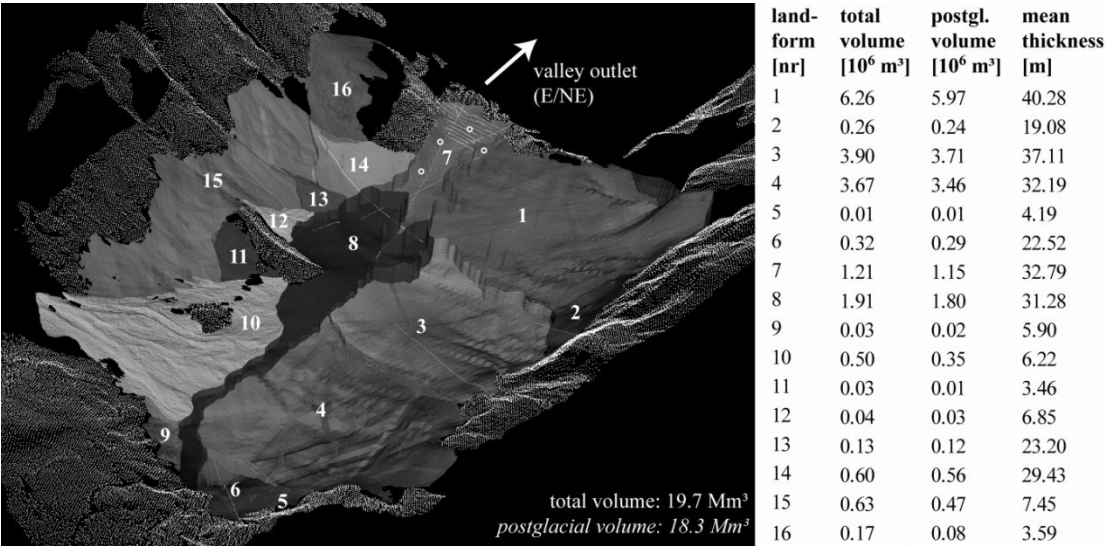 16
valley outlet
(E/NE)
14
7
15
13
12
1
8
11
2
10
3
4
9
6
5
total volume: 19.7 Mm³
postglacial volume: 18.3 Mm³
land- total postgl. mean
form volume volume thickness
[nr] [10⁶ m³] [10⁶ m³] [m]
1 6.26 5.97 40.28
2 0.26 0.24 19.08
3 3.90 3.71 37.11
4 3.67 3.46 32.19
5 0.01 0.01 4.19
6 0.32 0.29 22.52
7 1.21 1.15 32.79
8 1.91 1.80 31.28
9 0.03 0.02 5.90
10 0.50 0.35 6.22
11 0.03 0.01 3.46
12 0.04 0.03 6.85
13 0.13 0.12 23.20
14 0.60 0.56 29.43
15 0.63 0.47 7.45
16 0.17 0.08 3.59